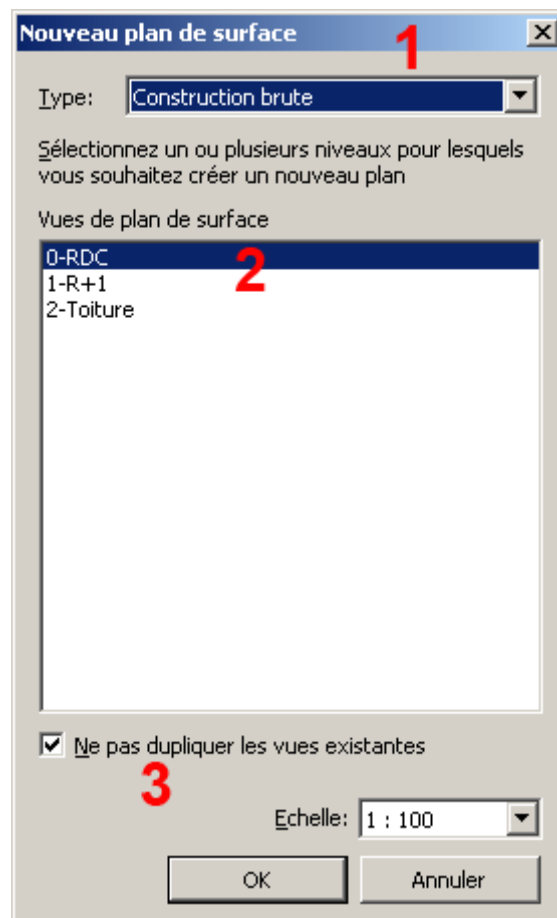 Nouveau plan de surface
1
Type: Construction brute
Sélectionnez un ou plusieurs niveaux pour lesquels
vous souhaitez créer un nouveau plan
Vues de plan de surface
0-RDC
2
1-R+1
2-Toiture
Ne pas dupliquer les vues existantes
3
Echelle: 1 : 100
OK Annuler